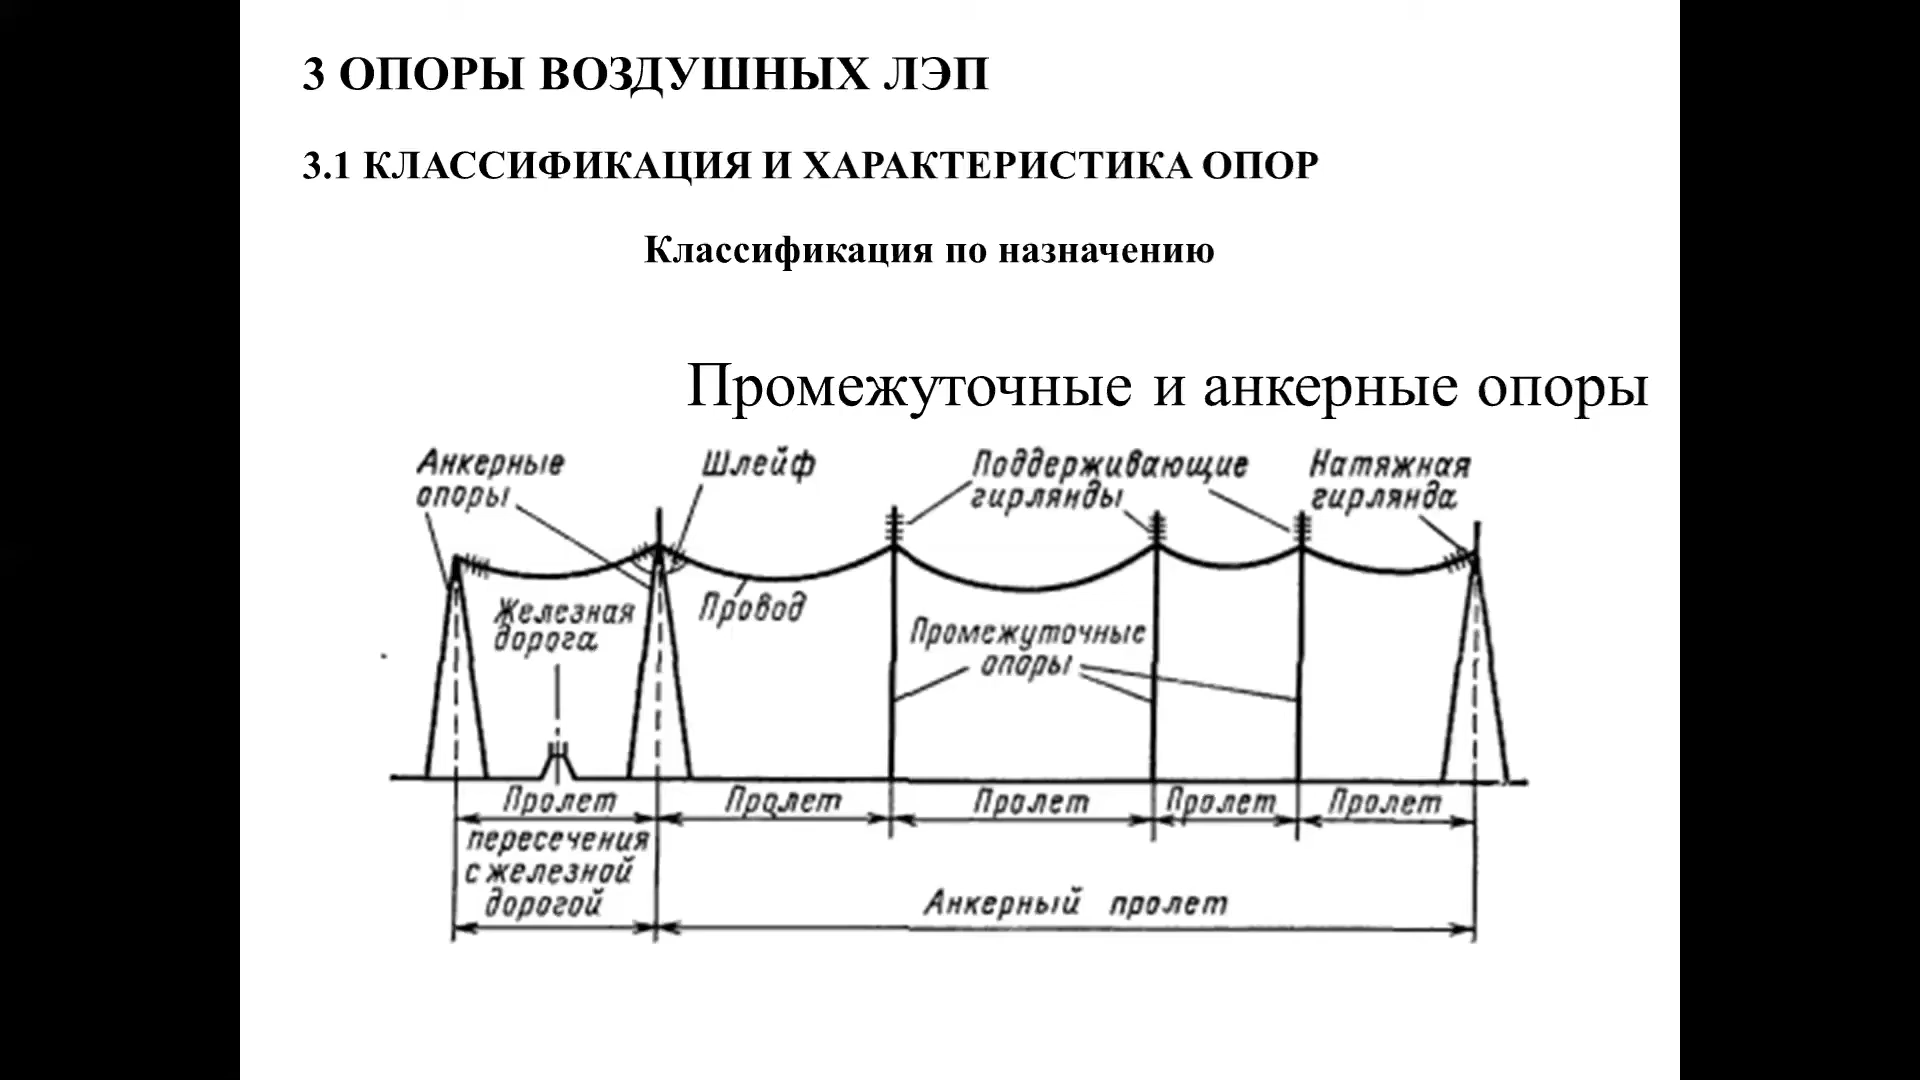 3 ОПОРЫ ВОЗДУШНЫХ ЛЭП
3.1 КЛАССИФИКАЦИЯ И ХАРАКТЕРИСТИКА ОПОР
Классификация по назначению
Промежуточные и анкерные опоры
Анкерные
опоры
Шлейф
Поддерживающие
гирлянды
Натяжная
гирлянда
Железная
дорога
Провод
Промежуточные
опоры
Пролет
пересечения
с железной
дорогой
Пролет
Пролет
Пролет
Пролет
Анкерный пролет